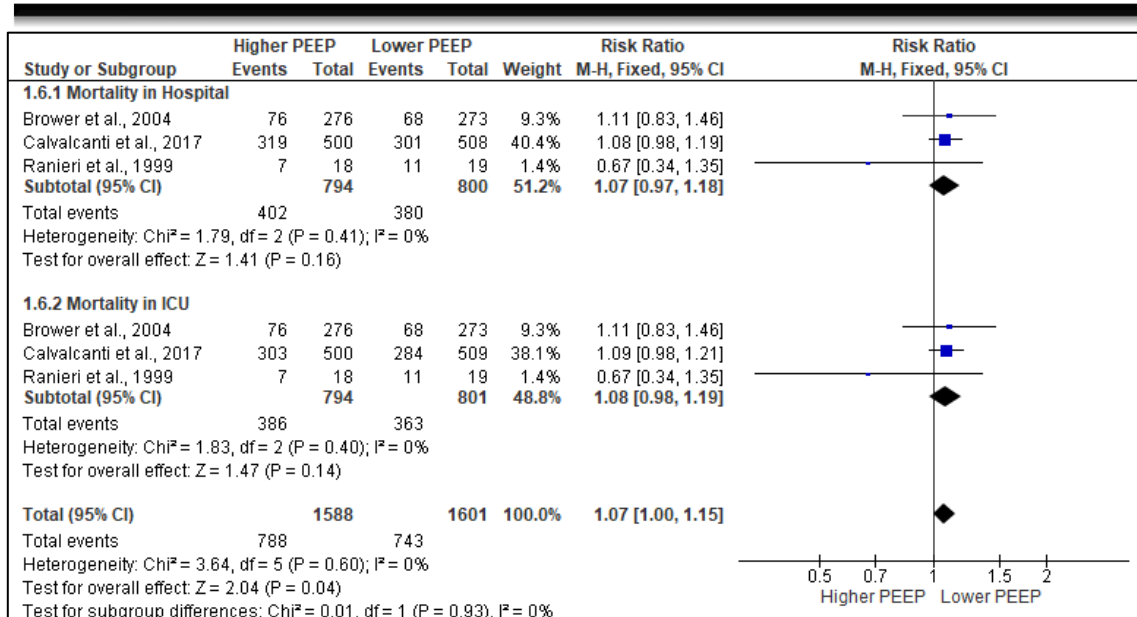 Higher PEEP Lower PEEP Risk Ratio Risk Ratio
Study or Subgroup Events Total Events Total Weight M-H, Fixed, 95% CI M-H, Fixed, 95% CI
1.6.1 Mortality in Hospital
Brower et al., 2004 76 276 68 273 9.3% 1.11 [0.83, 1.46]
Calvalcanti et al., 2017 319 500 301 508 40.4% 1.08 [0.98, 1.19]
Ranieri et al., 1999 7 18 11 19 1.4% 0.67 [0.34, 1.35]
Subtotal (95% CI) 794 800 51.2% 1.07 [0.97, 1.18]
Total events 402 380
Heterogeneity: Chi² = 1.79, df = 2 (P = 0.41); I² = 0%
Test for overall effect: Z = 1.41 (P = 0.16)
1.6.2 Mortality in ICU
Brower et al., 2004 76 276 68 273 9.3% 1.11 [0.83, 1.46]
Calvalcanti et al., 2017 303 500 284 509 38.1% 1.09 [0.98, 1.21]
Ranieri et al., 1999 7 18 11 19 1.4% 0.67 [0.34, 1.35]
Subtotal (95% CI) 794 801 48.8% 1.08 [0.98, 1.19]
Total events 386 363
Heterogeneity: Chi² = 1.83, df = 2 (P = 0.40); I² = 0%
Test for overall effect: Z = 1.47 (P = 0.14)
Total (95% CI) 1588 1601 100.0% 1.07 [1.00, 1.15]
Total events 788 743
Heterogeneity: Chi² = 3.64, df = 5 (P = 0.60); I² = 0%
Test for overall effect: Z = 2.04 (P = 0.04)
Test for subgroup differences: Chi² = 0.01, df = 1 (P = 0.93), I² = 0%
0.5 0.7 1 1.5 2
Higher PEEP Lower PEEP